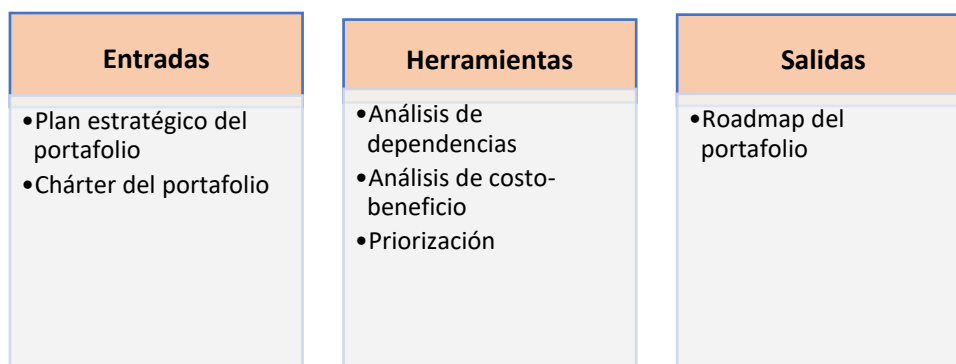 Entradas
•Plan estratégico del
portafolio
•Chárter del portafolio
Herramientas
•Análisis de
dependencias
•Análisis de costo-
beneficio
•Priorización
Salidas
•Roadmap del
portafolio